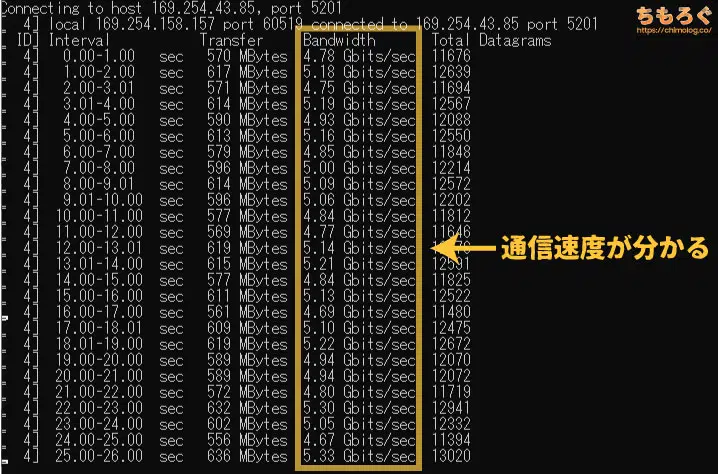 Connecting to host 169.254.43.85, port 5201
ちもろぐ
https://chimolog.co/
4] local 169.254.158.157 port 60519 connected to 169.254.43.85 port 5201
ID] Interval Transfer Bandwidth Total Datagrams
4] 0.00-1.00 sec 570 MBytes 4.78 Gbits/sec 11676
4] 1.00-2.00 sec 617 MBytes 5.18 Gbits/sec 12639
4] 2.00-3.01 sec 571 MBytes 4.75 Gbits/sec 11694
4] 3.01-4.00 sec 614 MBytes 5.19 Gbits/sec 12567
4] 4.00-5.00 sec 590 MBytes 4.93 Gbits/sec 12088
4] 5.00-6.00 sec 613 MBytes 5.16 Gbits/sec 12550
4] 6.00-7.00 sec 579 MBytes 4.85 Gbits/sec 11848
4] 7.00-8.00 sec 596 MBytes 5.00 Gbits/sec 12214
4] 8.00-9.01 sec 614 MBytes 5.09 Gbits/sec 12572
4] 9.01-10.00 sec 596 MBytes 5.06 Gbits/sec 12202
4] 10.00-11.00 sec 577 MBytes 4.84 Gbits/sec 11812
4] 11.00-12.00 sec 569 MBytes 4.77 Gbits/sec 11646
4] 12.00-13.01 sec 619 MBytes 5.14 Gbits/sec
通信速度が分かる
4] 13.01-14.00 sec 615 MBytes 5.21 Gbits/sec 12591
4] 14.00-15.00 sec 577 MBytes 4.84 Gbits/sec 11825
4] 15.00-16.00 sec 611 MBytes 5.13 Gbits/sec 12522
4] 16.00-17.00 sec 561 MBytes 4.69 Gbits/sec 11480
4] 17.00-18.01 sec 609 MBytes 5.10 Gbits/sec 12475
4] 18.01-19.00 sec 619 MBytes 5.22 Gbits/sec 12672
4] 19.00-20.00 sec 589 MBytes 4.94 Gbits/sec 12070
4] 20.00-21.00 sec 589 MBytes 4.94 Gbits/sec 12072
4] 21.00-22.00 sec 572 MBytes 4.80 Gbits/sec 11719
4] 22.00-23.00 sec 632 MBytes 5.30 Gbits/sec 12941
4] 23.00-24.00 sec 602 MBytes 5.05 Gbits/sec 12332
4] 24.00-25.00 sec 556 MBytes 4.67 Gbits/sec 11394
4] 25.00-26.00 sec 636 MBytes 5.33 Gbits/sec 13020